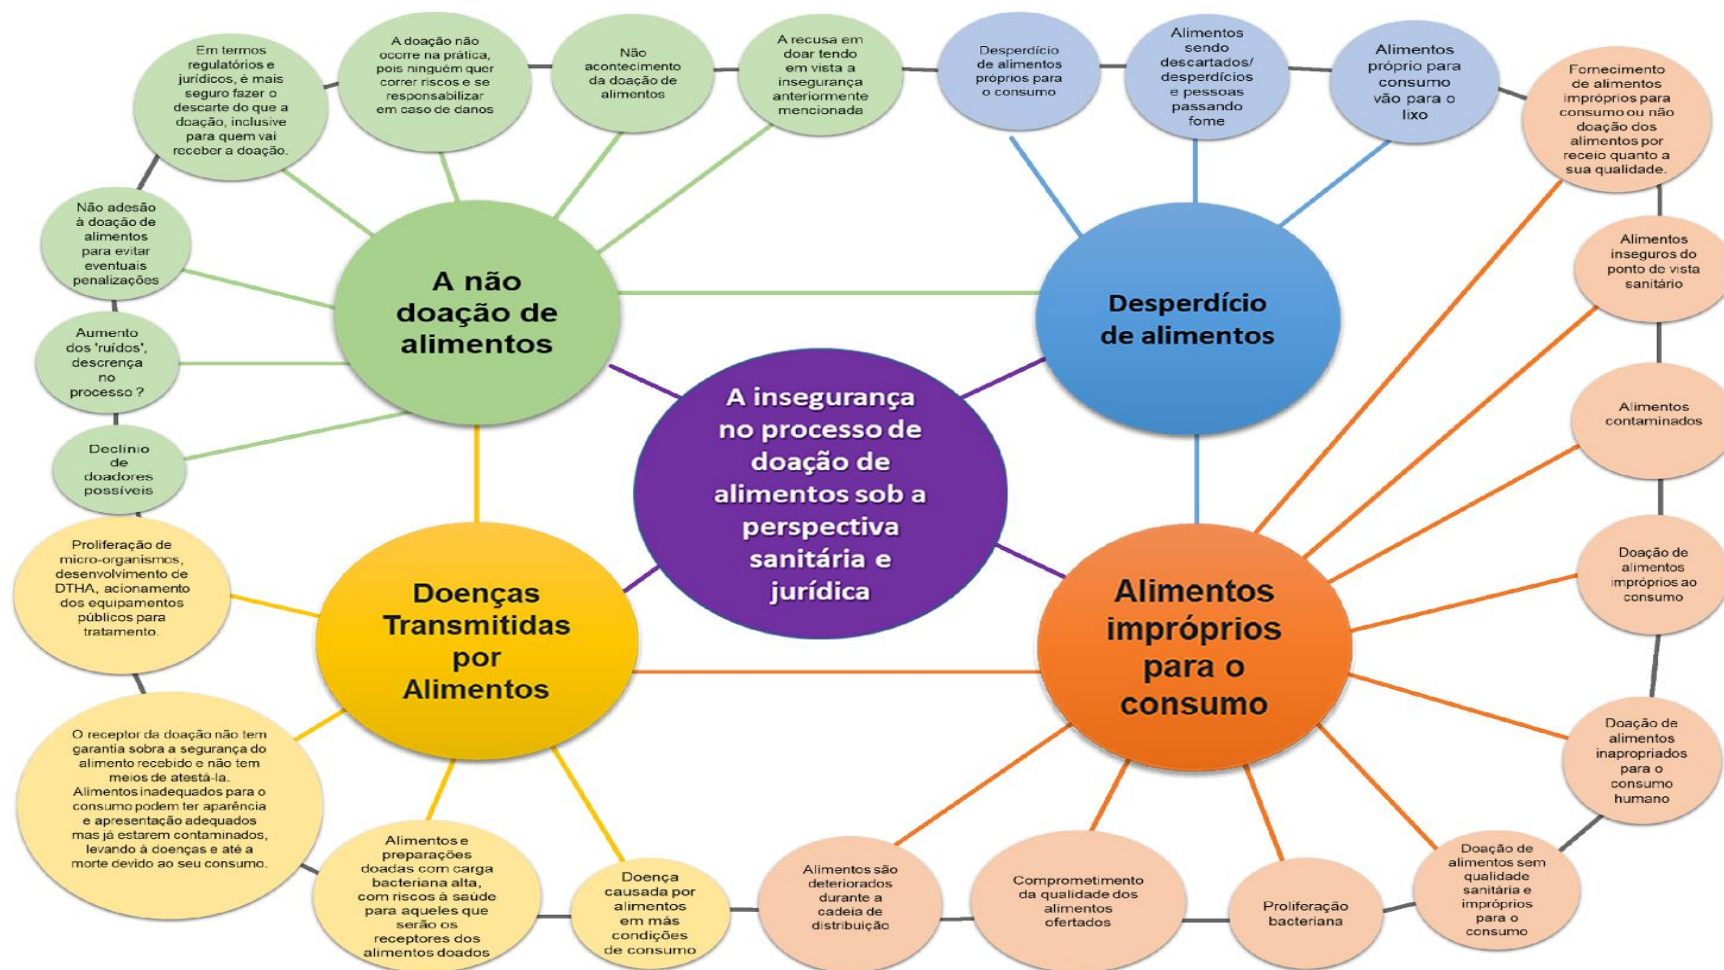 Em termos
regulatórios e
jurídicos, é mais
seguro fazer o
descarte do que a
doação, inclusive
para quem vai
receber a doação.
A doação não
ocorre na prática,
pois ninguém quer
correr riscos e se
responsabilizar
em caso de danos
Não
acontecimento
da doação de
alimentos
A recusa em
doar tendo
em vista a
insegurança
anteriormente
mencionada
Desperdício
de alimentos
próprios para
o consumo
Alimentos
sendo
descartados/
desperdícios
e pessoas
passando
fome
Alimentos
próprio para
consumo
vão para o
lixo
Fornecimento
de alimentos
impróprios para
consumo ou não
doação dos
alimentos por
receio quanto a
sua qualidade.
Não adesão
à doação de
alimentos
para evitar
eventuais
penalizações
A não
doação de
alimentos
Desperdício
de alimentos
Alimentos
inseguros do
ponto de vista
sanitário
Aumento
dos 'ruídos',
descrença
no
processo ?
A insegurança
no processo de
doação de
alimentos sob a
perspectiva
sanitária e
jurídica
Alimentos
contaminados
Declínio
de
doadores
possíveis
Proliferação de
micro-organismos,
desenvolvimento de
DTHA, acionamento
dos equipamentos
públicos para
tratamento.
Doenças
Transmitidas
por
Alimentos
Alimentos
impróprios
para o
consumo
Doação de
alimentos
impróprios ao
consumo
O receptor da doação não tem
garantia sobra a segurança do
alimento recebido e não tem
meios de atestá-la.
Alimentos inadequados para o
consumo podem ter aparência
e apresentação adequados
mas já estarem contaminados,
levando à doenças e até a
morte devido ao seu consumo.
Doação de
alimentos
inapropriados
para o
consumo
humano
Alimentos e
preparações
doadas com carga
bacteriana alta,
com riscos à saúde
para aqueles que
serão os
receptores dos
alimentos doados
Doença
causada por
alimentos
em más
condições
de consumo
Alimentos são
deteriorados
durante a
cadeia de
distribuição
Comprometimento
da qualidade dos
alimentos
ofertados
Proliferação
bacteriana
Doação de
alimentos sem
qualidade
sanitária e
impróprios
para o
consumo